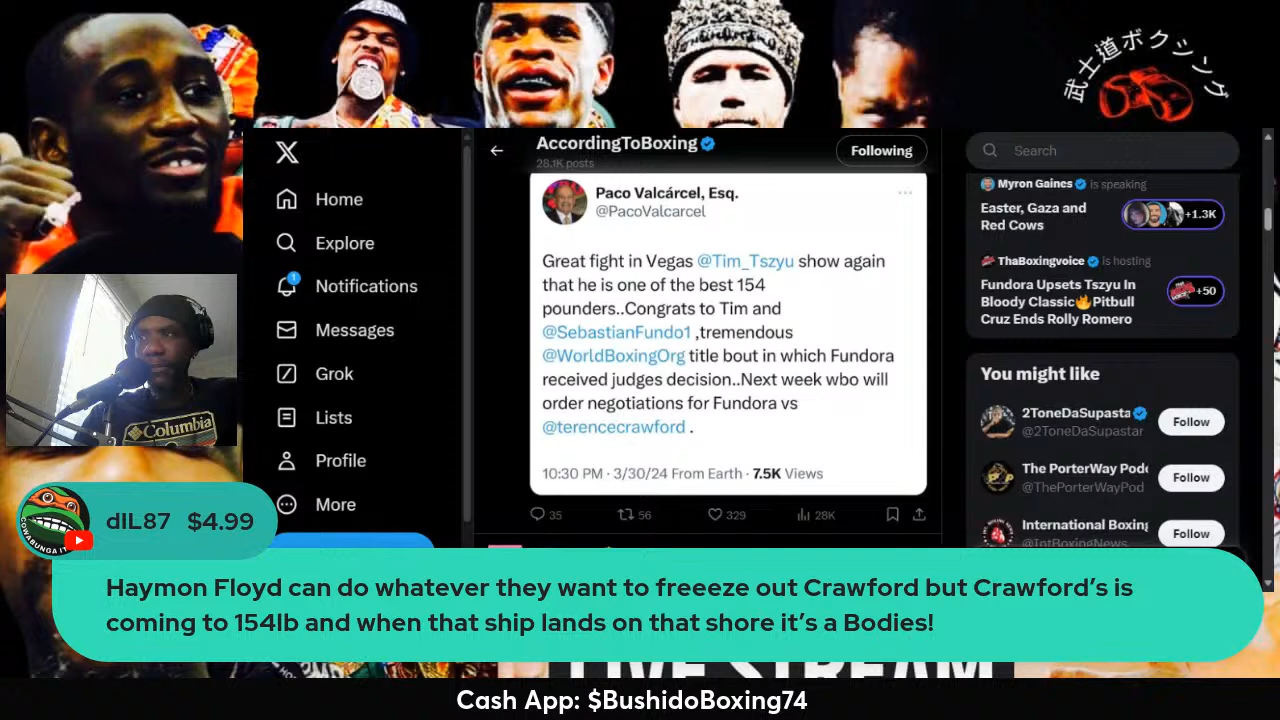 武士道ボクシング
Home
Explore
1
Notifications
Messages
Grok
Lists
Profile
More
AccordingToBoxing
28.1K posts
Following
Paco Valcárcel, Esq.
@PacoValcarcel
Great fight in Vegas @Tim_Tszyu show again
that he is one of the best 154
pounders..Congrats to Tim and
@SebastianFundo1 ,tremendous
@WorldBoxingOrg title bout in which Fundora
received judges decision..Next week wbo will
order negotiations for Fundora vs
@terencecrawford .
10:30 PM · 3/30/24 From Earth · 7.5K Views
35 56 329 28K
Search
Myron Gaines is speaking
Easter, Gaza and
Red Cows
+1.3K
ThaBoxingvoice is hosting
Fundora Upsets Tszyu In
Bloody Classic🔥Pitbull
Cruz Ends Rolly Romero
+50
You might like
2ToneDaSupasta
@2ToneDaSupastar
Follow
The PorterWay Pod
@ThePorterWayPod
Follow
International Boxing
@IntBoxingNews
Follow
Columbia
COWABUNGA IT
dIL87 $4.99
Haymon Floyd can do whatever they want to freeeze out Crawford but Crawford's is
coming to 154lb and when that ship lands on that shore it's a Bodies!
LIVE STREAM
Cash App: $BushidoBoxing74